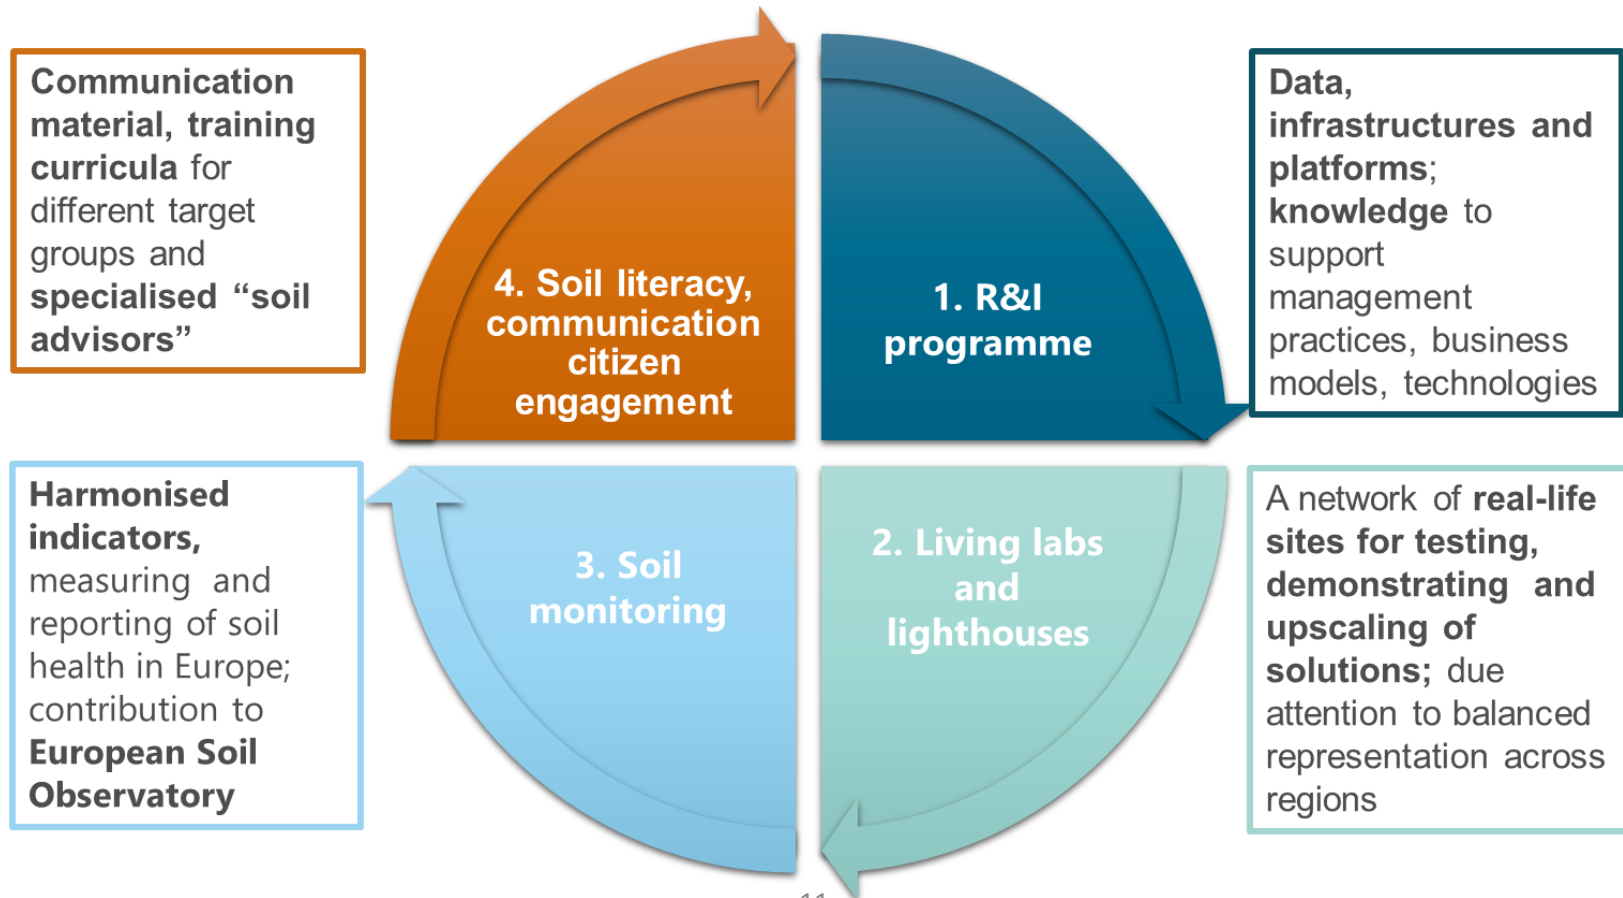 Communication
material, training
curricula for
different target
groups and
specialised “soil
advisors”
4. Soil literacy,
communication
citizen
engagement
1. R&I
programme
Data,
infrastructures and
platforms;
knowledge to
support
management
practices, business
models, technologies
Harmonised
indicators,
measuring and
reporting of soil
health in Europe;
contribution to
European Soil
Observatory
3. Soil
monitoring
2. Living labs
and
lighthouses
A network of real-life
sites for testing,
demonstrating and
upscaling of
solutions; due
attention to balanced
representation across
regions
11